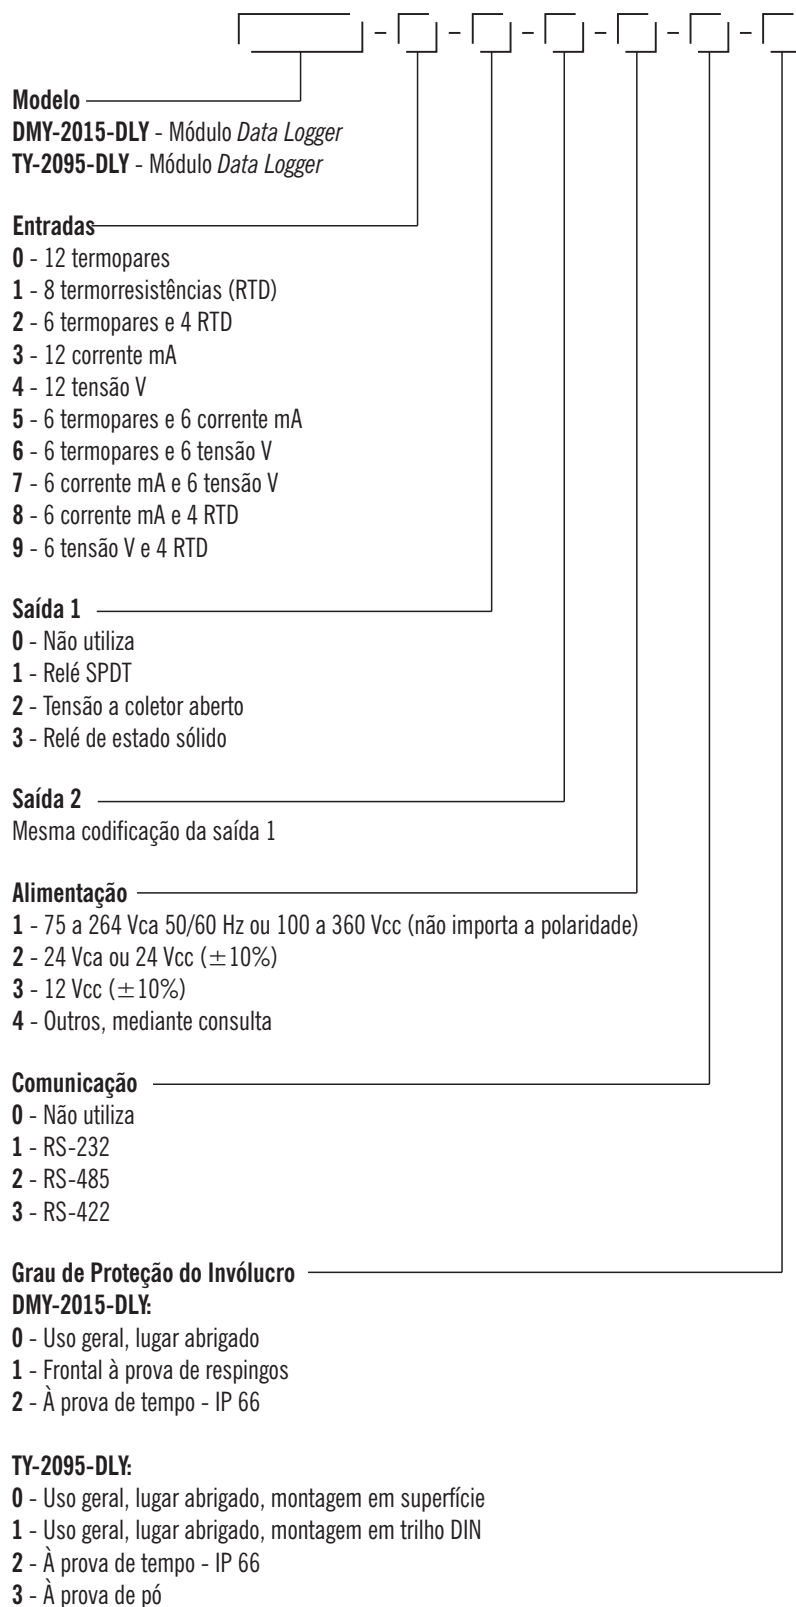 - - - - - -
Modelo
DMY-2015-DLY - Módulo Data Logger
TY-2095-DLY - Módulo Data Logger
Entradas
0 - 12 termopares
1 - 8 termorresistências (RTD)
2 - 6 termopares e 4 RTD
3 - 12 corrente mA
4 - 12 tensão V
5 - 6 termopares e 6 corrente mA
6 - 6 termopares e 6 tensão V
7 - 6 corrente mA e 6 tensão V
8 - 6 corrente mA e 4 RTD
9 - 6 tensão V e 4 RTD
Saída 1
0 - Não utiliza
1 - Relé SPDT
2 - Tensão a coletor aberto
3 - Relé de estado sólido
Saída 2
Mesma codificação da saída 1
Alimentação
1 - 75 a 264 Vca 50/60 Hz ou 100 a 360 Vcc (não importa a polaridade)
2 - 24 Vca ou 24 Vcc (±10%)
3 - 12 Vcc (±10%)
4 - Outros, mediante consulta
Comunicação
0 - Não utiliza
1 - RS-232
2 - RS-485
3 - RS-422
Grau de Proteção do Invólucro
DMY-2015-DLY:
0 - Uso geral, lugar abrigado
1 - Frontal à prova de respingos
2 - À prova de tempo - IP 66
TY-2095-DLY:
0 - Uso geral, lugar abrigado, montagem em superfície
1 - Uso geral, lugar abrigado, montagem em trilho DIN
2 - À prova de tempo - IP 66
3 - À prova de pó